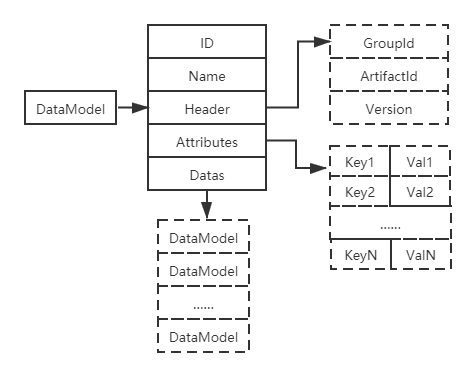 DataModel
ID
Name
Header
Attributes
Datas
GroupId
ArtifactId
Version
Key1 Val1
Key2 Val2
......
KeyN ValN
DataModel
DataModel
......
DataModel